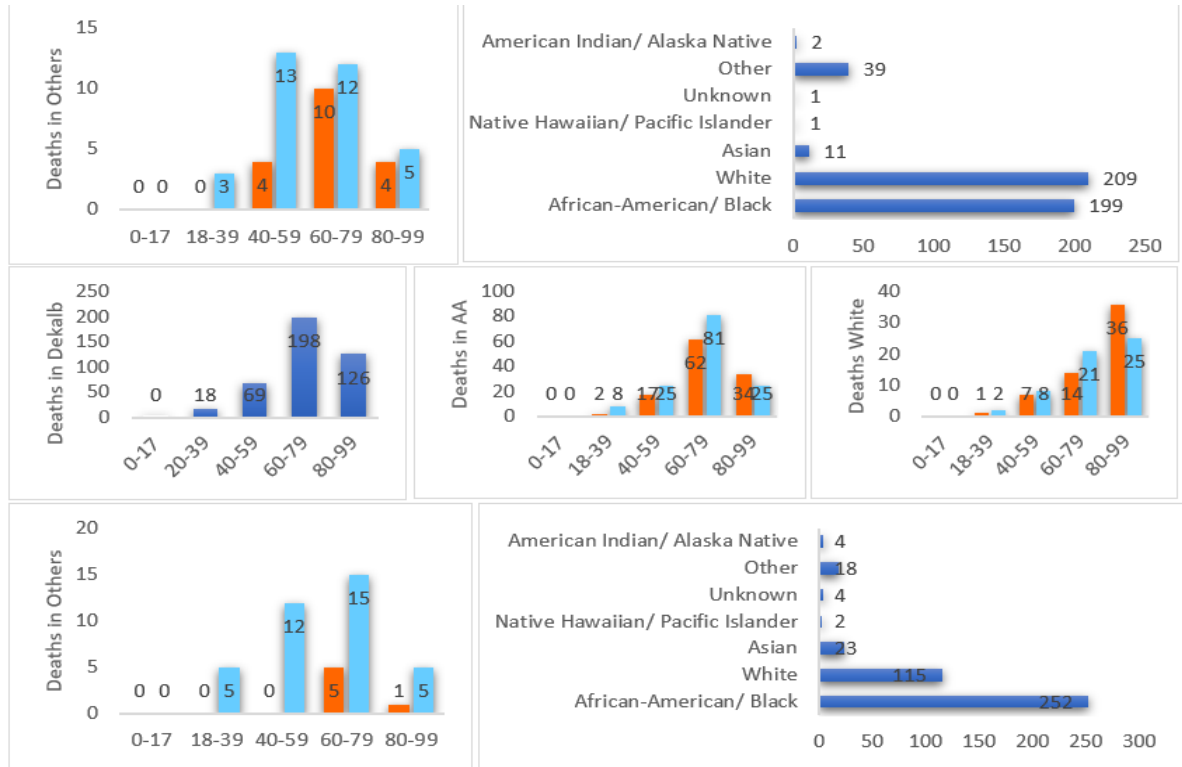 Deaths in Others
15
10
5
0
0 0 0 3 4 13 10 12 4 5
0-17 18-39 40-59 60-79 80-99
American Indian/ Alaska Native 2
Other 39
Unknown 1
Native Hawaiian/ Pacific Islander 1
Asian 11
White 209
African-American/ Black 199
0 50 100 150 200 250
Deaths in Dekalb
250
200
150
100
50
0
0 18 69 198 126
0-17 20-39 40-59 60-79 80-99
Deaths in AA
100
80
60
40
20
0
0 0 2 8 17 25 62 81 34 25
0-17 18-39 40-59 60-79 80-99
Deaths White
40
30
20
10
0
0 0 1 2 7 8 14 21 36 25
0-17 18-39 40-59 60-79 80-99
Deaths in Others
20
15
10
5
0
0 0 0 5 0 12 5 15 1 5
0-17 18-39 40-59 60-79 80-99
American Indian/ Alaska Native 4
Other 18
Unknown 4
Native Hawaiian/ Pacific Islander 2
Asian 23
White 115
African-American/ Black 252
0 50 100 150 200 250 300